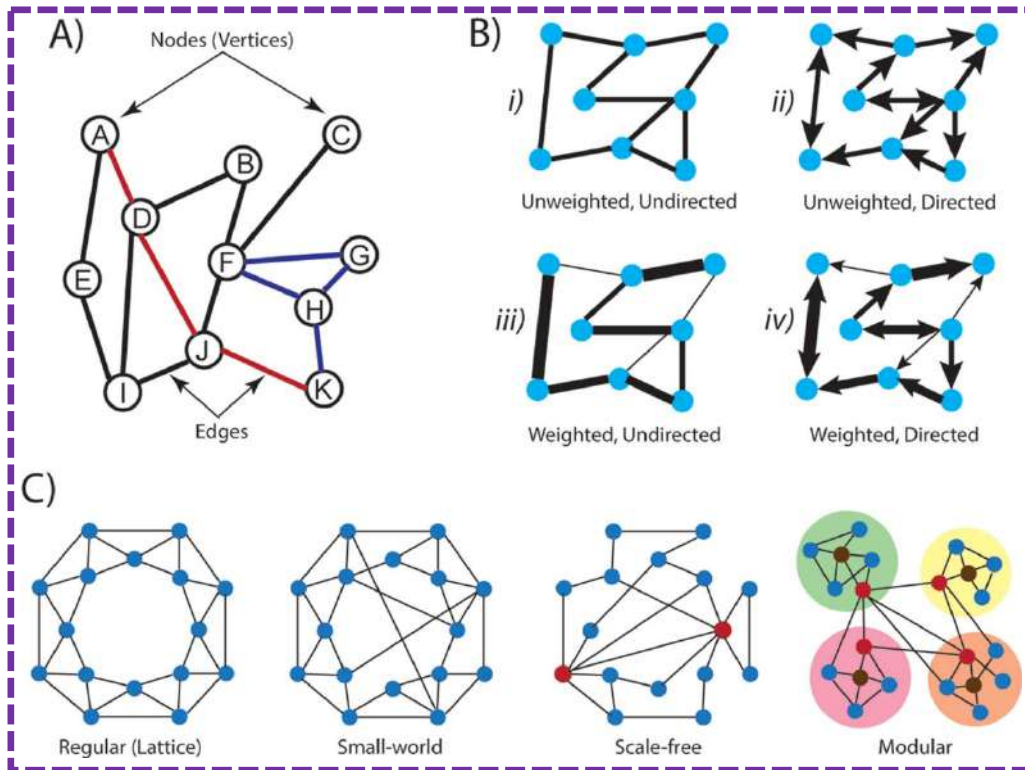 A)
Nodes (Vertices)
A
C
B
D
F
G
E
H
J
I
K
Edges
B)
i)
ii)
Unweighted, Undirected
Unweighted, Directed
iii)
iv)
Weighted, Undirected
Weighted, Directed
C)
Regular (Lattice)
Small-world
Scale-free
Modular